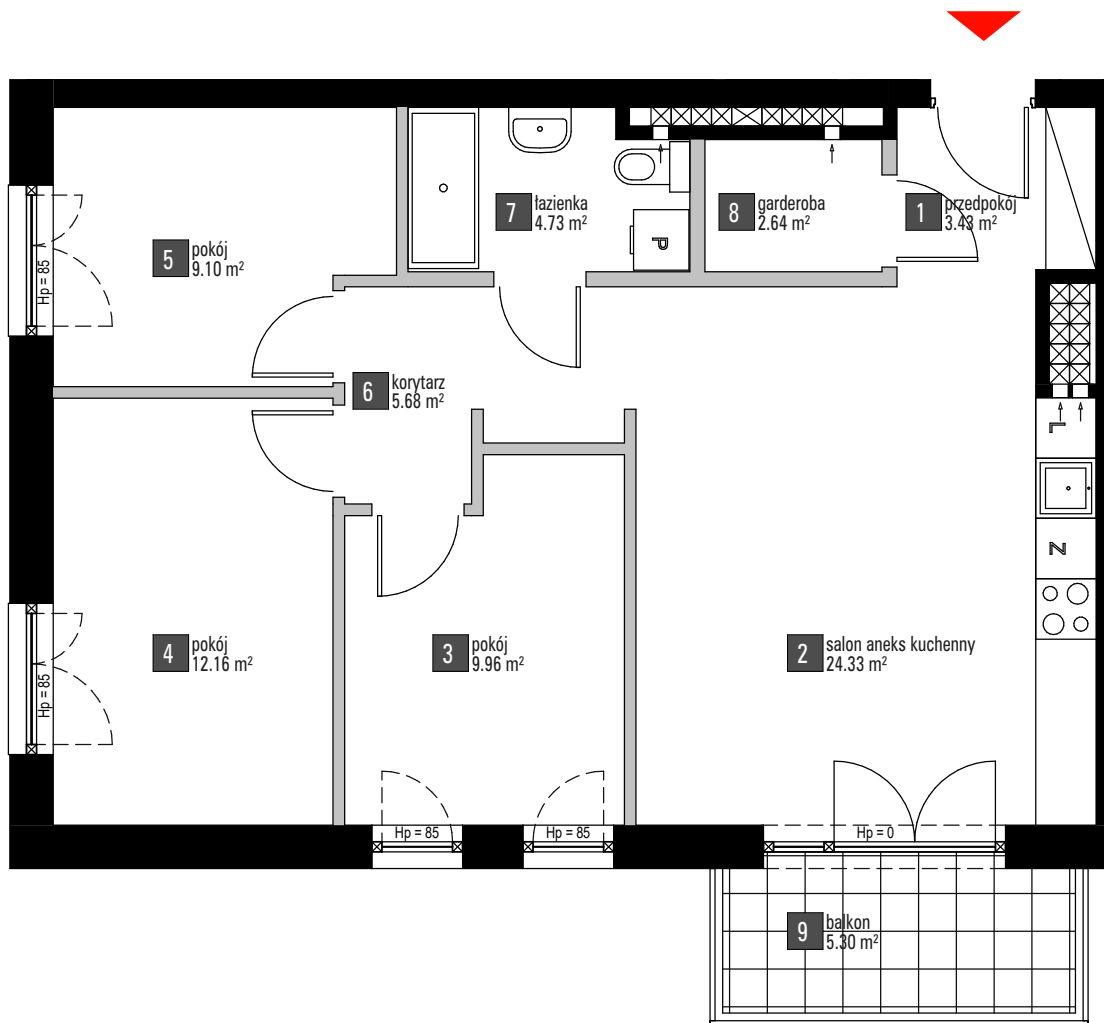 7 łazienka
4.73 m²
8 garderoba
2.64 m²
1 przedpokój
3.43 m²
5 pokój
9.10 m²
P
Hp = 85
6 korytarz
5.68 m²
L
N
4 pokój
12.16 m²
3 pokój
9.96 m²
2 salon aneks kuchenny
24.33 m²
Hp = 85
Hp = 85
Hp = 85
Hp = 0
9 balkon
5.30 m²